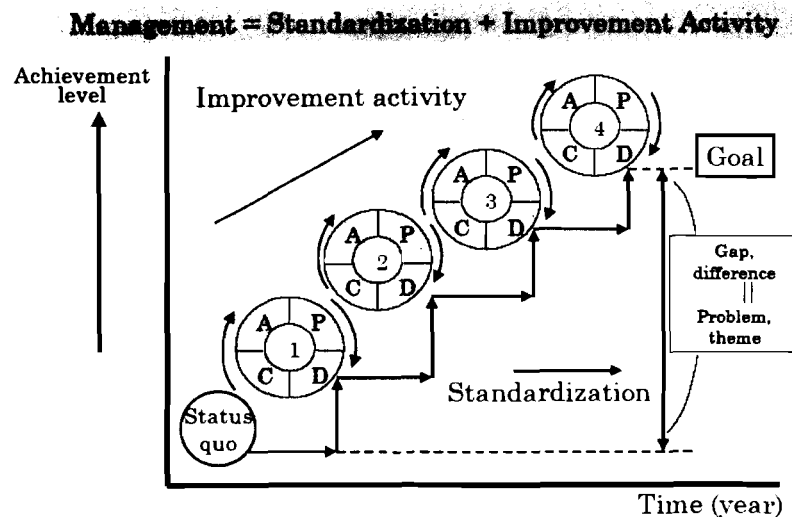 Management = Standardization + Improvement Activity
Achievement
level
Improvement activity
A P
C D
4
Goal
A P
C D
3
A P
C D
2
Gap,
difference
||
Problem,
theme
A P
C D
1
Standardization
Status
quo
Time (year)